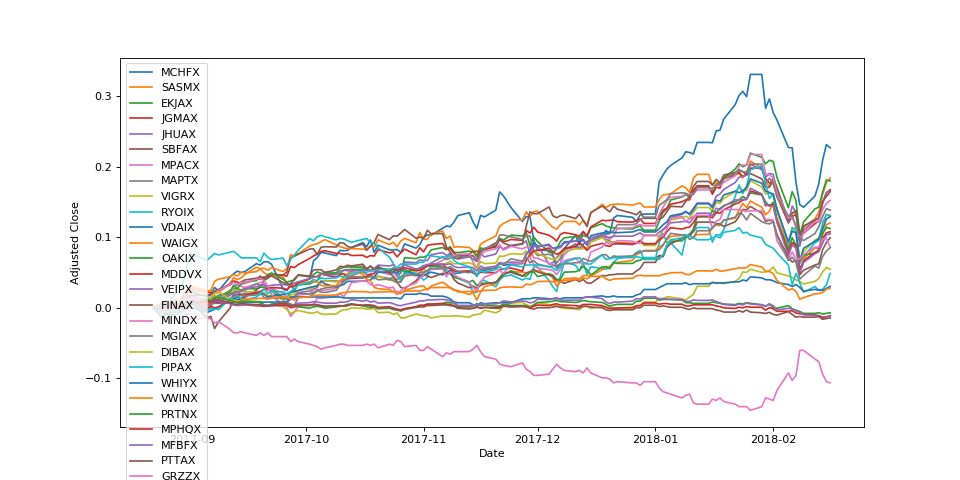 0.3
0.2
0.1
0.0
−0.1
Adjusted Close
MCHFX
SASMX
EKJAX
JGMAX
JHUAX
SBFAX
MPACX
MAPTX
VIGRX
RYOIX
VDAIX
WAIGX
OAKIX
MDDVX
VEIPX
FINAX
MINDX
MGIAX
DIBAX
PIPAX
WHIYX
VWINX
PRTNX
MPHQX
MFBFX
PTTAX
GRZZX
2017-09
2017-10
2017-11
2017-12
2018-01
2018-02
Date